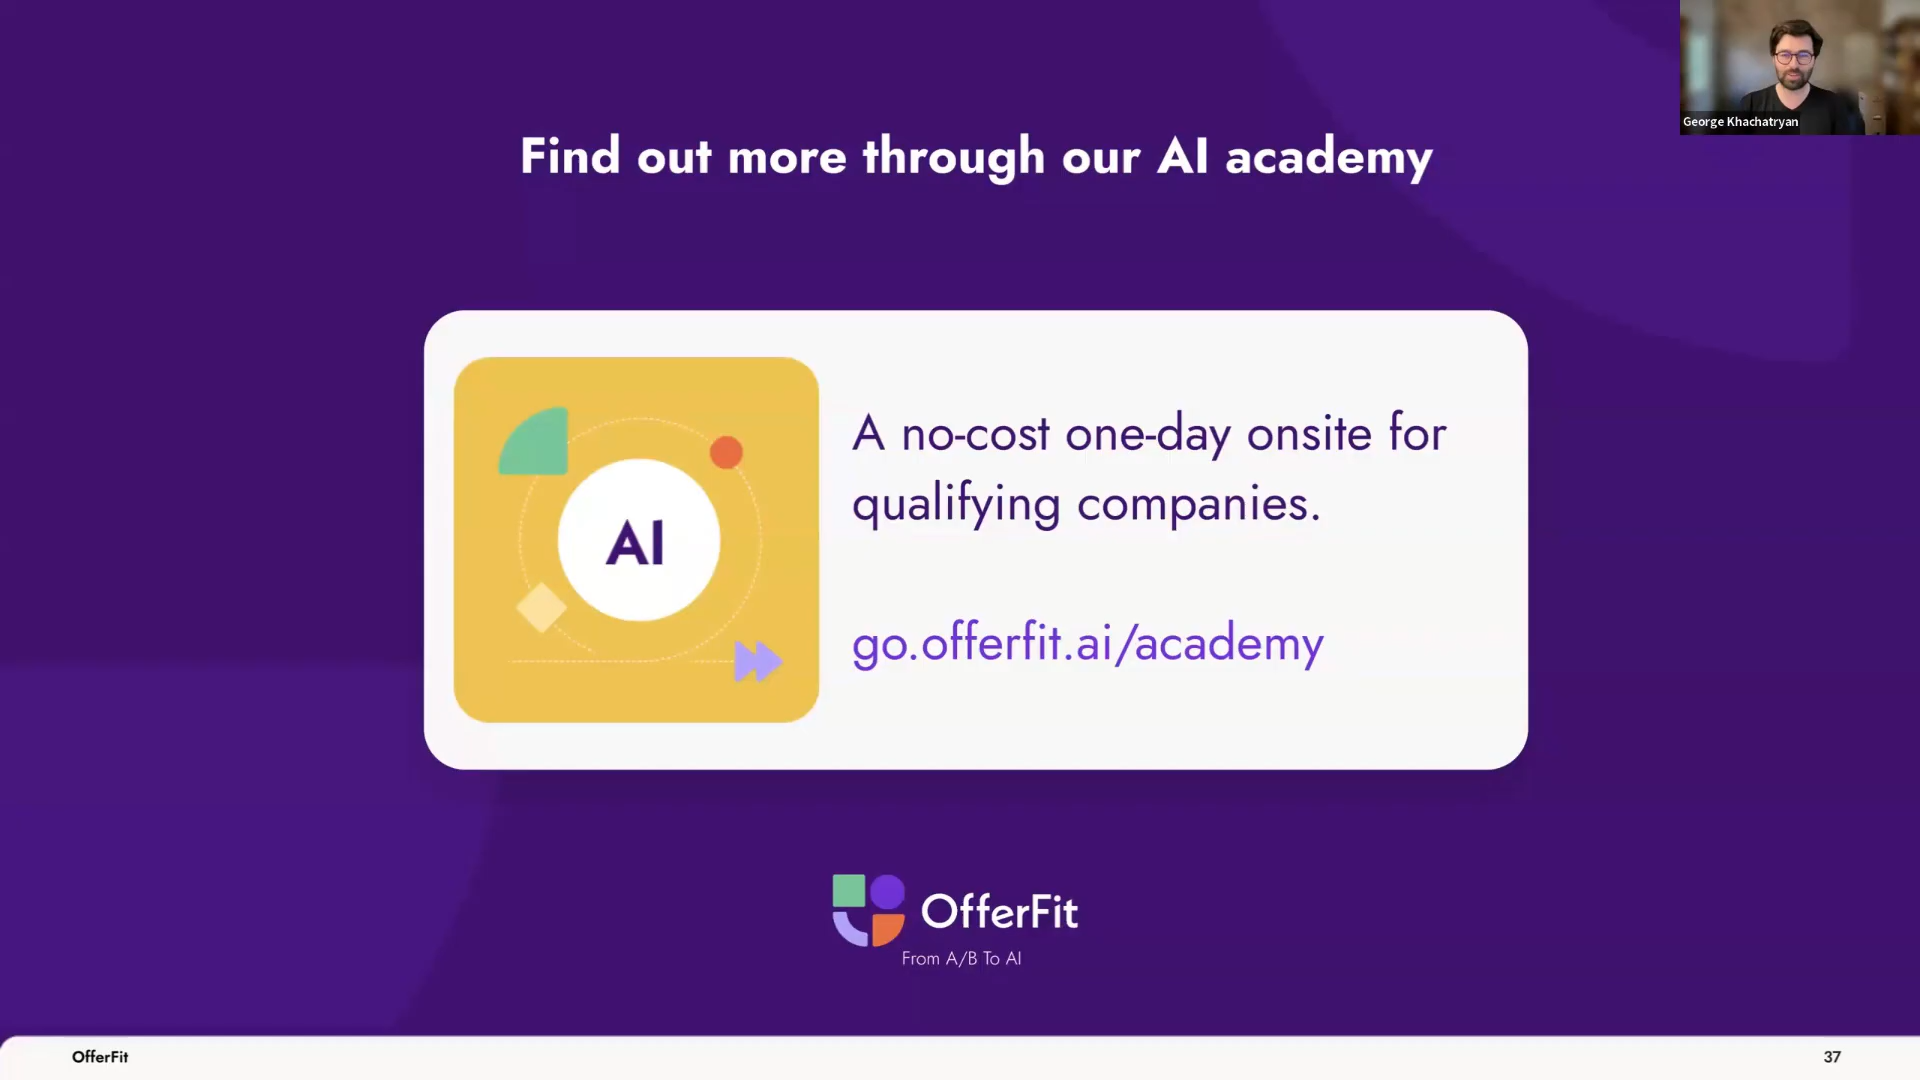 George Khachatryan
Find out more through our AI academy
AI
A no-cost one-day onsite for
qualifying companies.
go.offerfit.ai/academy
OfferFit
From A/B To AI
OfferFit
37